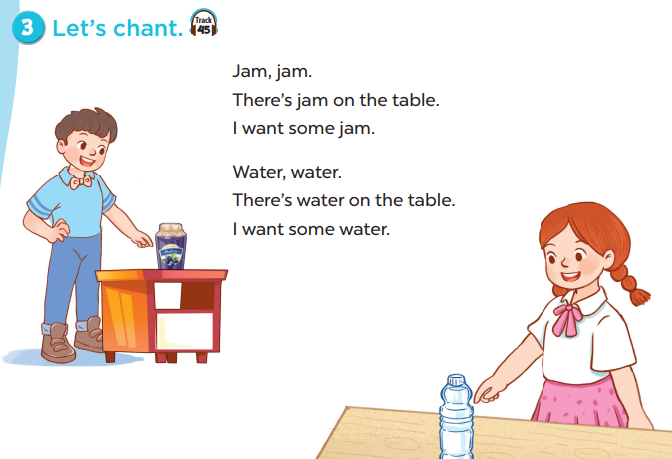 3 Let's chant. Track 45
Jam, jam.
There's jam on the table.
I want some jam.
Water, water.
There's water on the table.
I want some water.